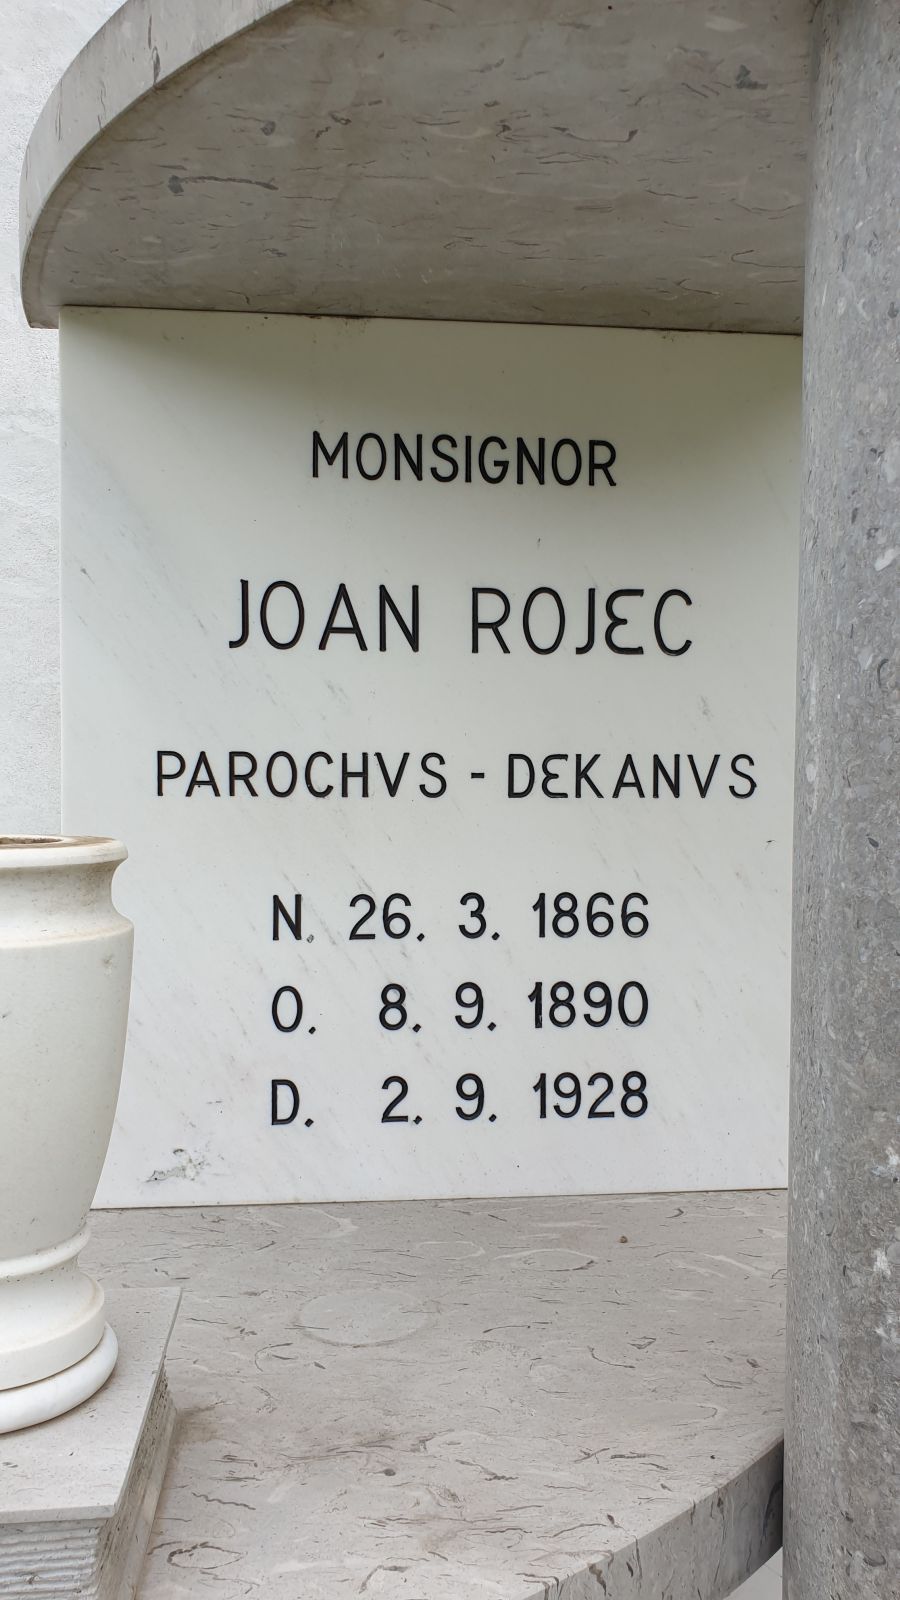 MONSIGNOR
JOAN ROJEC
PAROCHVS - DEKANVS
N. 26. 3. 1866
O. 8. 9. 1890
D. 2. 9. 1928